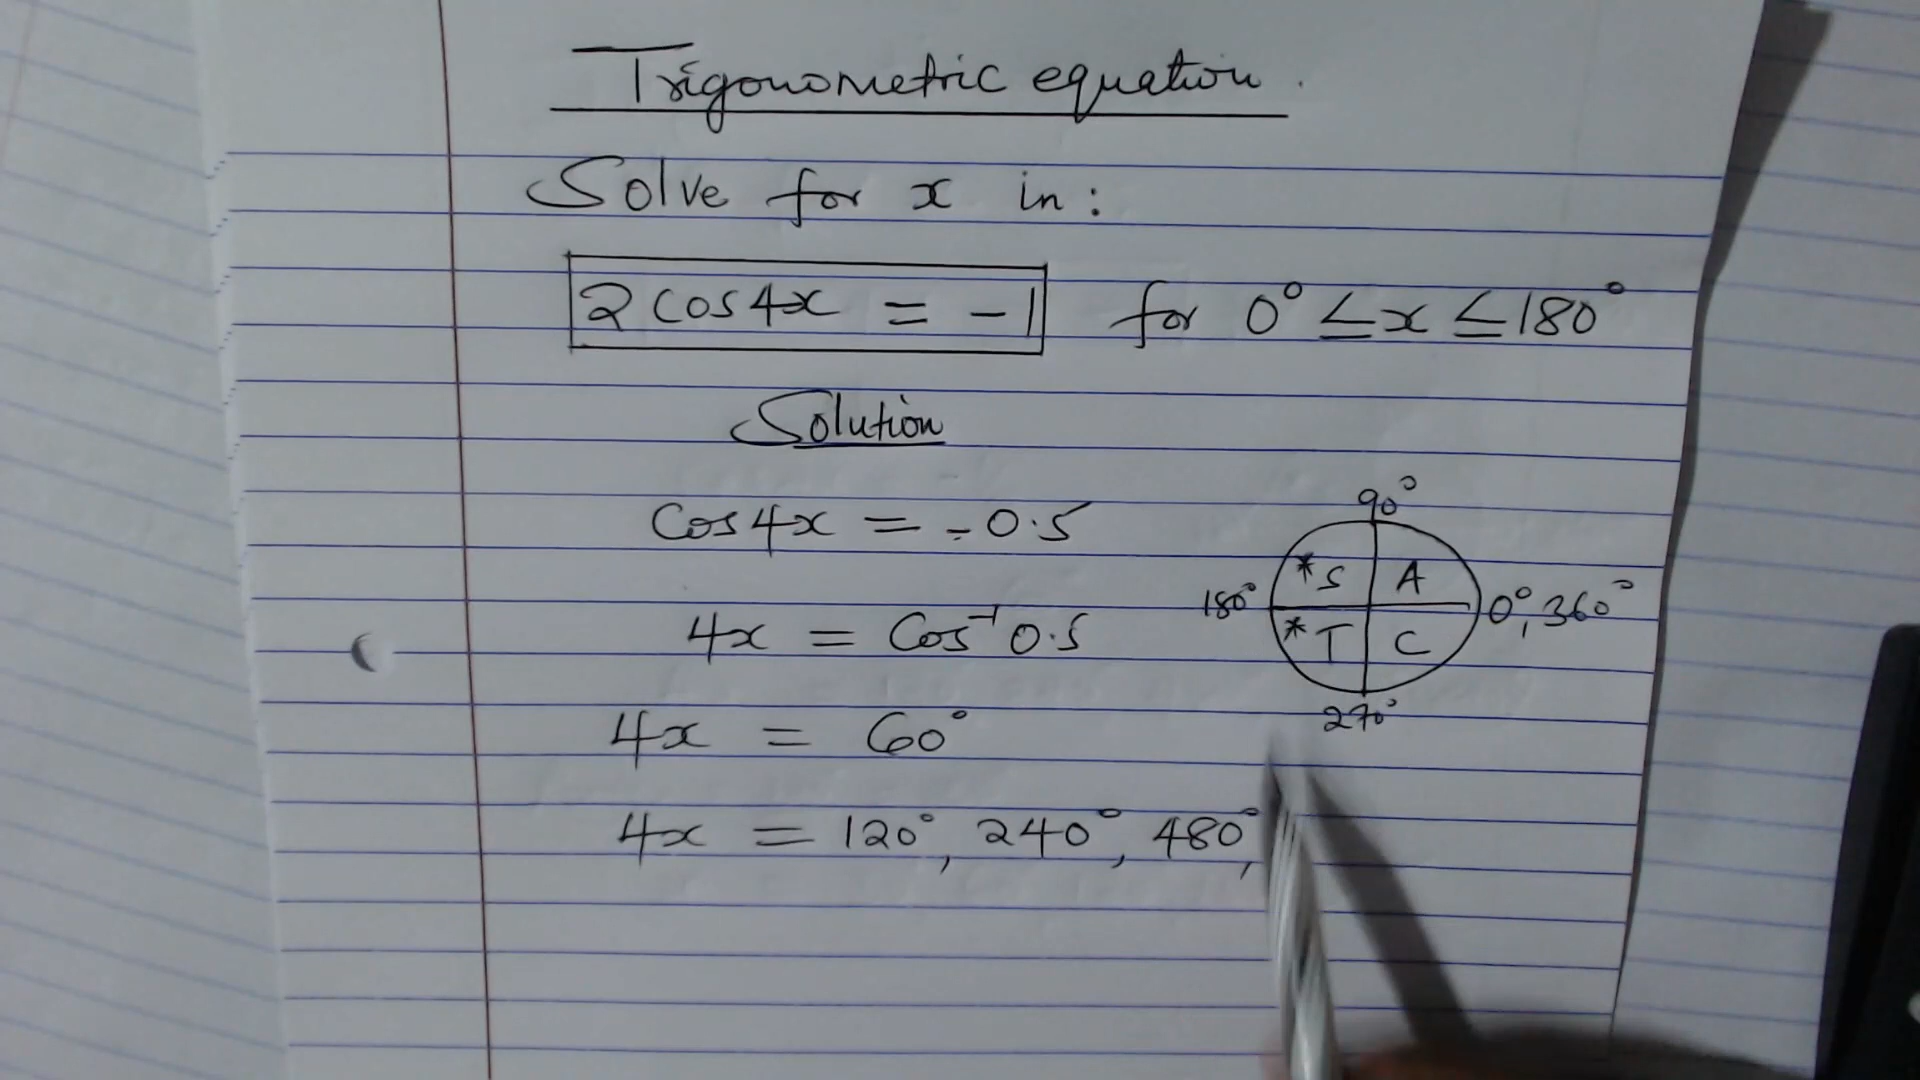 Trigonometric equation.
Solve for x in:
2 cos 4x = -1 for 0° ≤ x ≤ 180°
Solution
Cos 4x = -0.5
4x = Cos⁻¹ 0.5
4x = 60°
4x = 120°, 240°, 480°,
90°
*S A
180° 0°, 360°
*T C
270°